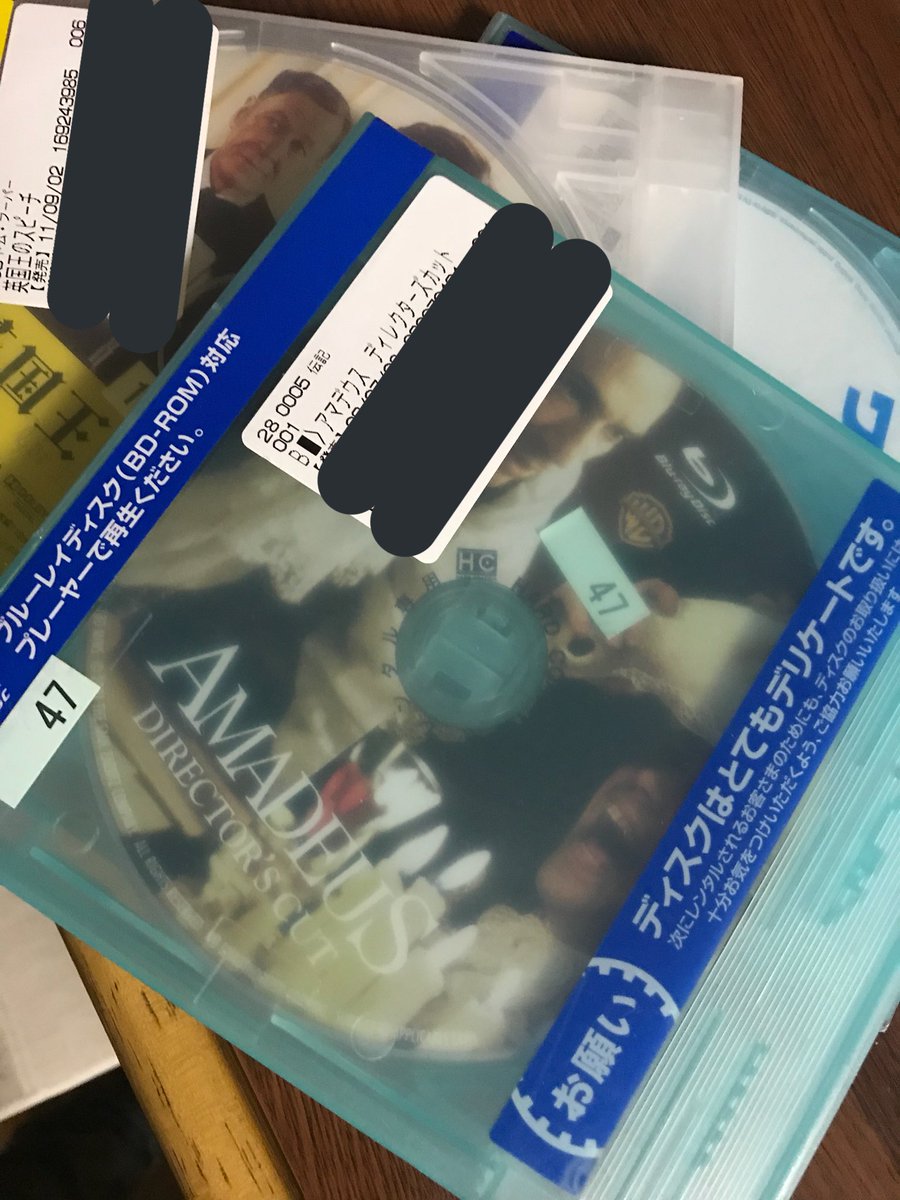 006
英国王のスピーチ
【発売】11/09/02 169243985
国王
ブルーレイディスク(BD-ROM)対応
プレーヤーで再生ください。
28 0005 伝記
001
アマデウス ディレクターズカット
Blu-ray Disc
HC
47
47
AMADEUS
DIRECTOR'S CUT
お願い
ディスクはとてもデリケートです。
次にレンタルされるお客さまのためにも、ディスクのお取り扱いには
十分お気をつけいただくよう、ご協力お願いいたします